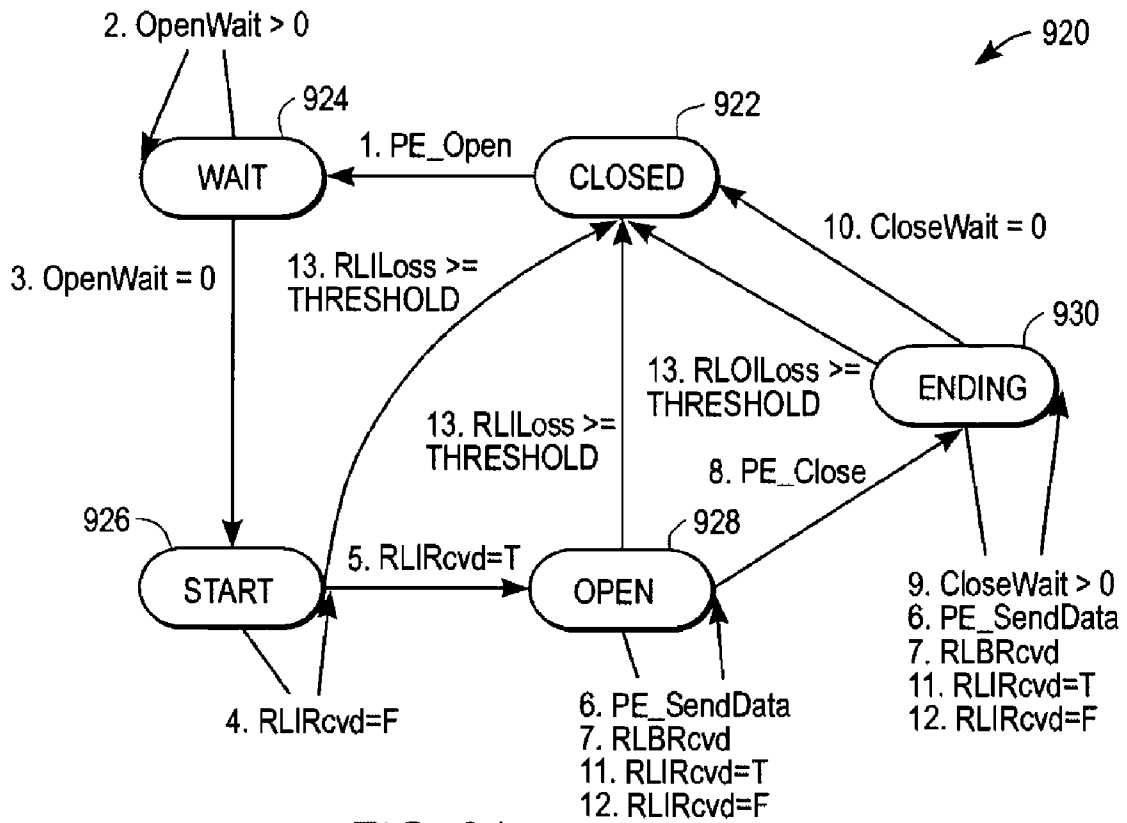 2. OpenWait > 0
920
924
922
WAIT
1. PE_Open
CLOSED
10. CloseWait = 0
3. OpenWait = 0
13. RLILoss >=
THRESHOLD
930
ENDING
13. RLOILoss >=
THRESHOLD
13. RLILoss >=
THRESHOLD
8. PE_Close
926
928
5. RLIRcvd=T
START
OPEN
9. CloseWait > 0
6. PE_SendData
7. RLBRcvd
11. RLIRcvd=T
12. RLIRcvd=F
4. RLIRcvd=F
6. PE_SendData
7. RLBRcvd
11. RLIRcvd=T
12. RLIRcvd=F